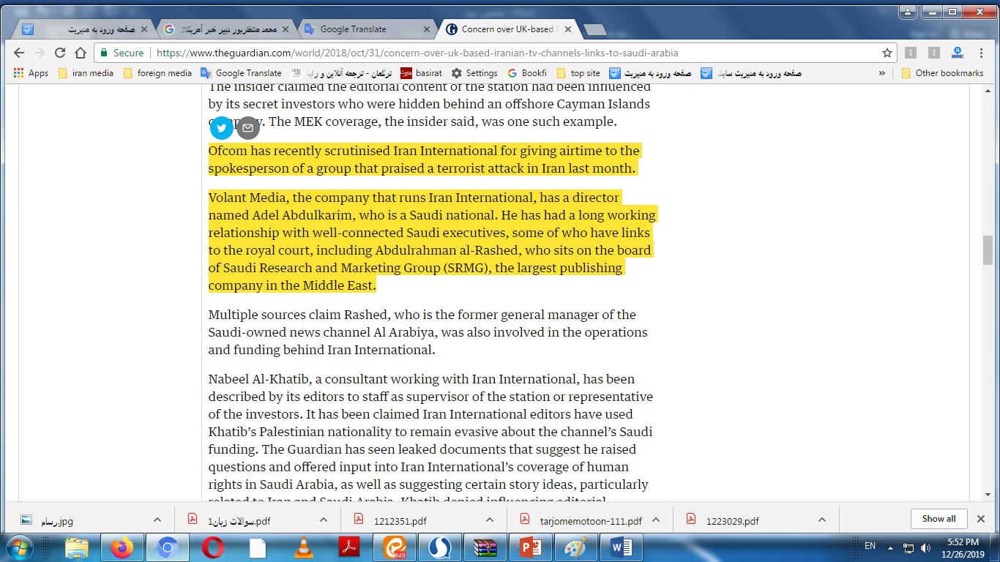 صفحه ورود به مدیریت
محمد منتظرپور دبیر خبر آمریکای
Google Translate
Concern over UK-based I
Secure
https://www.theguardian.com/world/2018/oct/31/concern-over-uk-based-iranian-tv-channels-links-to-saudi-arabia
Apps
iran media
foreign media
Google Translate
ترگمان - ترجمه آنلاین و رایگا
basirat
Settings
Bookfi
top site
صفحه ورود به مدیریت
صفحه ورود به مدیریت سایت
»
Other bookmarks
The insider claimed the editorial content of the station had been influenced
by its secret investors who were hidden behind an offshore Cayman Islands
The MEK coverage, the insider said, was one such example.
Ofcom has recently scrutinised Iran International for giving airtime to the
spokesperson of a group that praised a terrorist attack in Iran last month.
Volant Media, the company that runs Iran International, has a director
named Adel Abdulkarim, who is a Saudi national. He has had a long working
relationship with well-connected Saudi executives, some of who have links
to the royal court, including Abdulrahman al-Rashed, who sits on the board
of Saudi Research and Marketing Group (SRMG), the largest publishing
company in the Middle East.
Multiple sources claim Rashed, who is the former general manager of the
Saudi-owned news channel Al Arabiya, was also involved in the operations
and funding behind Iran International.
Nabeel Al-Khatib, a consultant working with Iran International, has been
described by its editors to staff as supervisor of the station or representative
of the investors. It has been claimed Iran International editors have used
Khatib’s Palestinian nationality to remain evasive about the channel’s Saudi
funding. The Guardian has seen leaked documents that suggest he raised
questions and offered input into Iran International’s coverage of human
rights in Saudi Arabia, as well as suggesting certain story ideas, particularly
related to Iran and Saudi Arabia. Khatib denied influencing editorial
رسام.jpg
سوالات زبان1.pdf
1212351.pdf
tarjomemotoon-111.pdf
1223029.pdf
Show all
849
EN
5:52 PM
12/26/2019